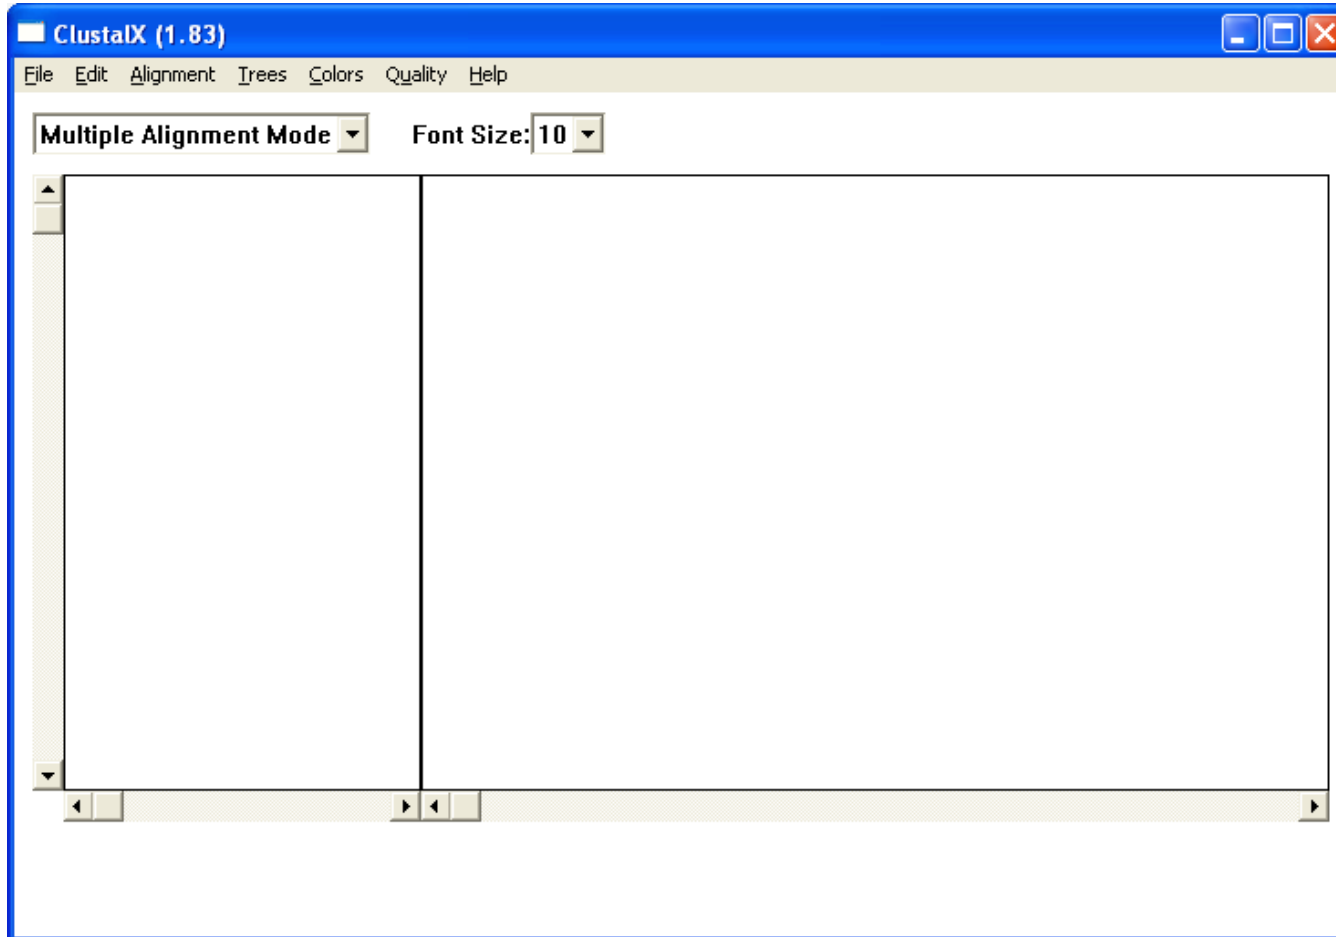 ClustalX (1.83)
File Edit Alignment Trees Colors Quality Help
Multiple Alignment Mode Font Size: 10